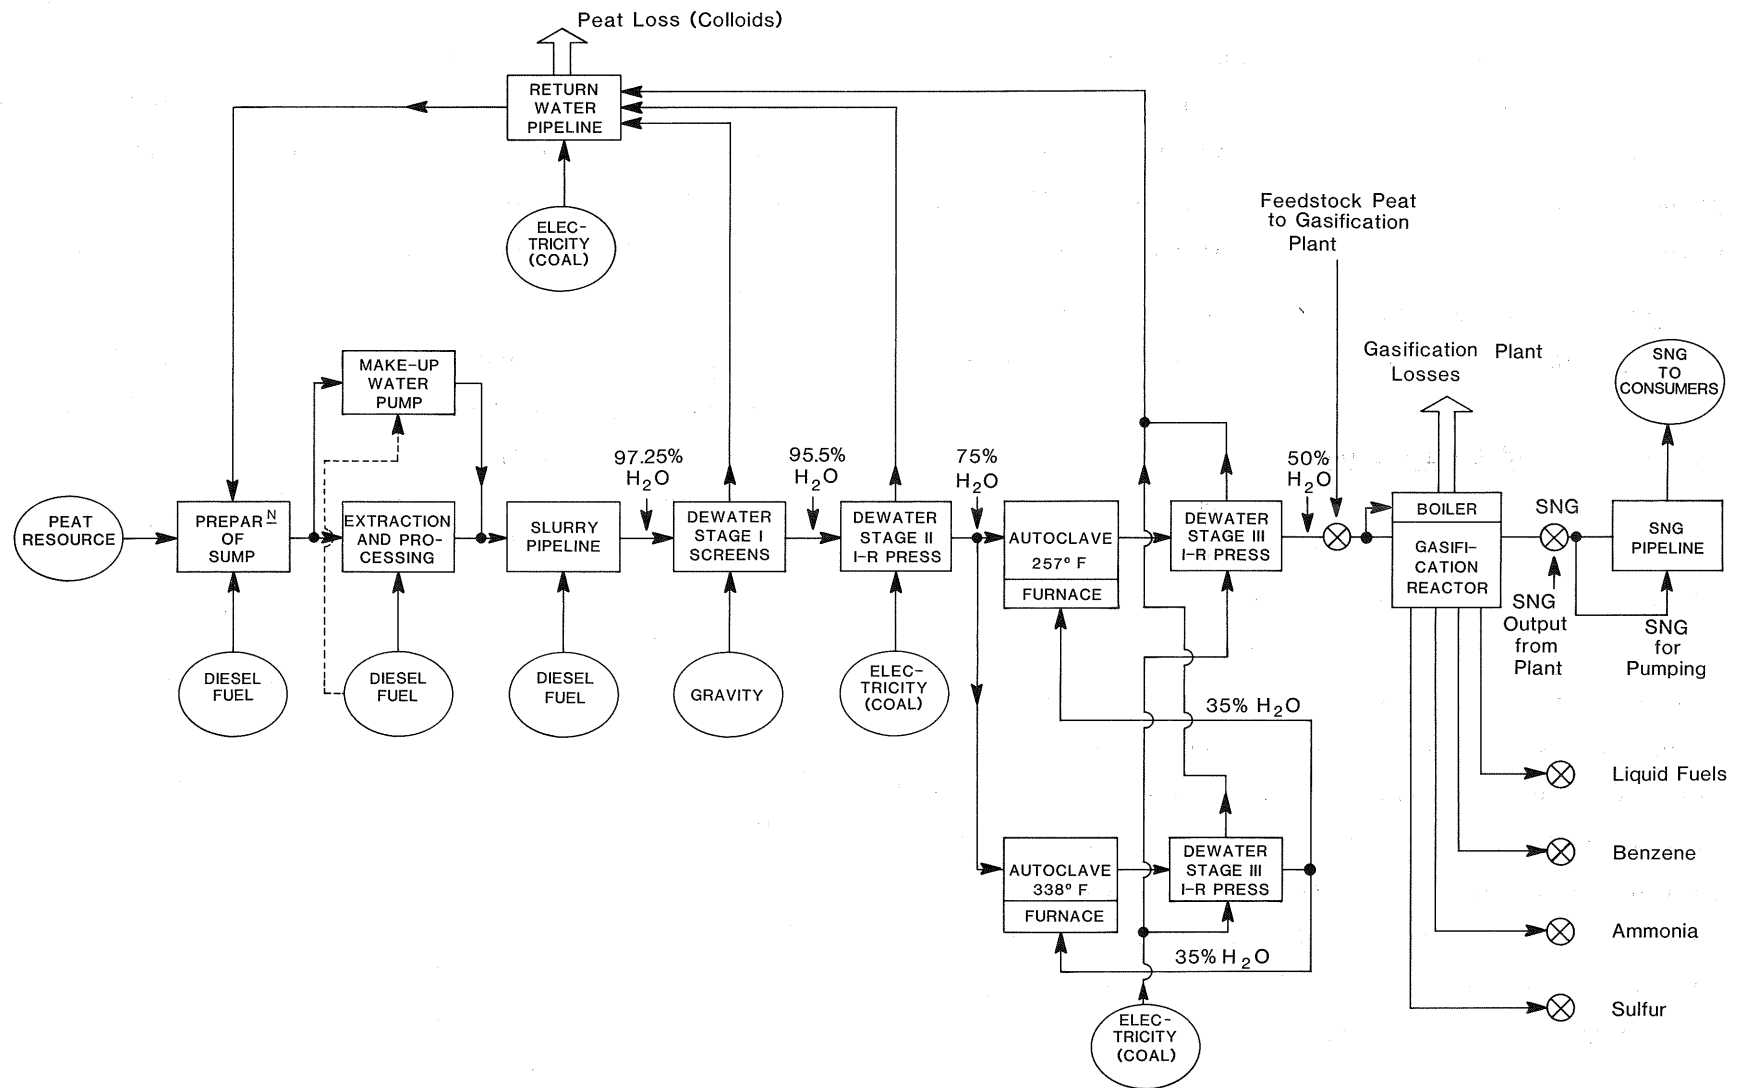 Peat Loss (Colloids)
RETURN
WATER
PIPELINE
ELEC-
TRICITY
(COAL)
Feedstock Peat
to Gasification
Plant
MAKE-UP
WATER
PUMP
Gasification Plant
Losses
SNG
TO
CONSUMERS
97.25%
H2O
95.5%
H2O
75%
H2O
50%
H2O
PEAT
RESOURCE
PREPARN
OF
SUMP
EXTRACTION
AND PRO-
CESSING
SLURRY
PIPELINE
DEWATER
STAGE I
SCREENS
DEWATER
STAGE II
I-R PRESS
AUTOCLAVE
257° F
FURNACE
DEWATER
STAGE III
I-R PRESS
BOILER
GASIFI-
CATION
REACTOR
SNG
SNG
PIPELINE
SNG
Output
from
Plant
SNG
for
Pumping
DIESEL
FUEL
DIESEL
FUEL
DIESEL
FUEL
GRAVITY
ELEC-
TRICITY
(COAL)
35% H2O
AUTOCLAVE
338° F
FURNACE
DEWATER
STAGE III
I-R PRESS
35% H2O
ELEC-
TRICITY
(COAL)
Liquid Fuels
Benzene
Ammonia
Sulfur